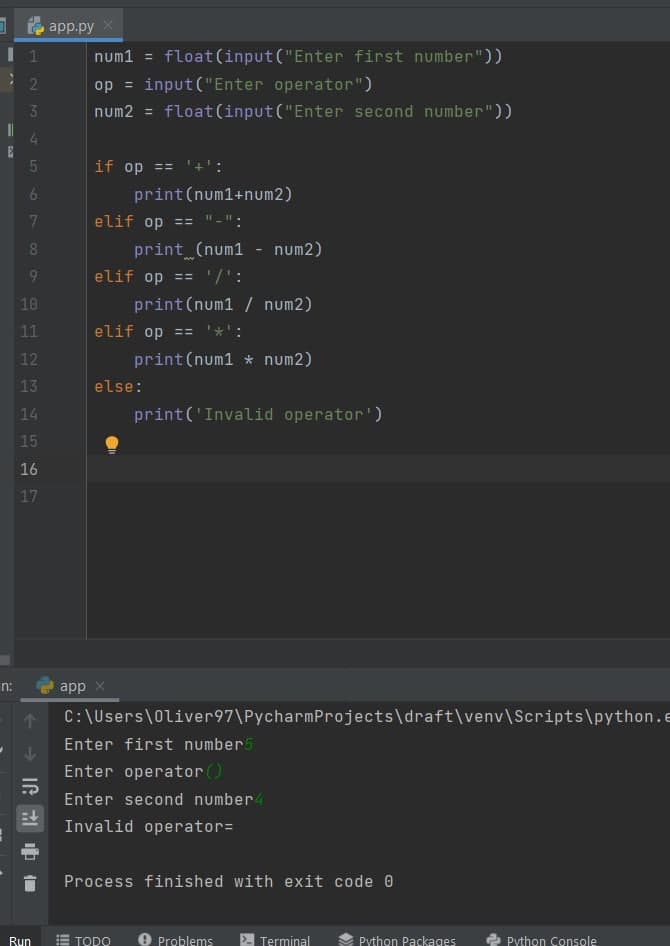 app.py
1 num1 = float(input("Enter first number"))
2 op = input("Enter operator")
3 num2 = float(input("Enter second number"))
4
5 if op == '+':
6     print(num1+num2)
7 elif op == "-":
8     print (num1 - num2)
9 elif op == '/':
10     print(num1 / num2)
11 elif op == '*':
12     print(num1 * num2)
13 else:
14     print('Invalid operator')
15
16
17
n: app
C:\Users\Oliver97\PycharmProjects\draft\venv\Scripts\python.e
Enter first number5
Enter operator()
Enter second number4
Invalid operator=
Process finished with exit code 0
Run TODO Problems Terminal Python Packages Python Console